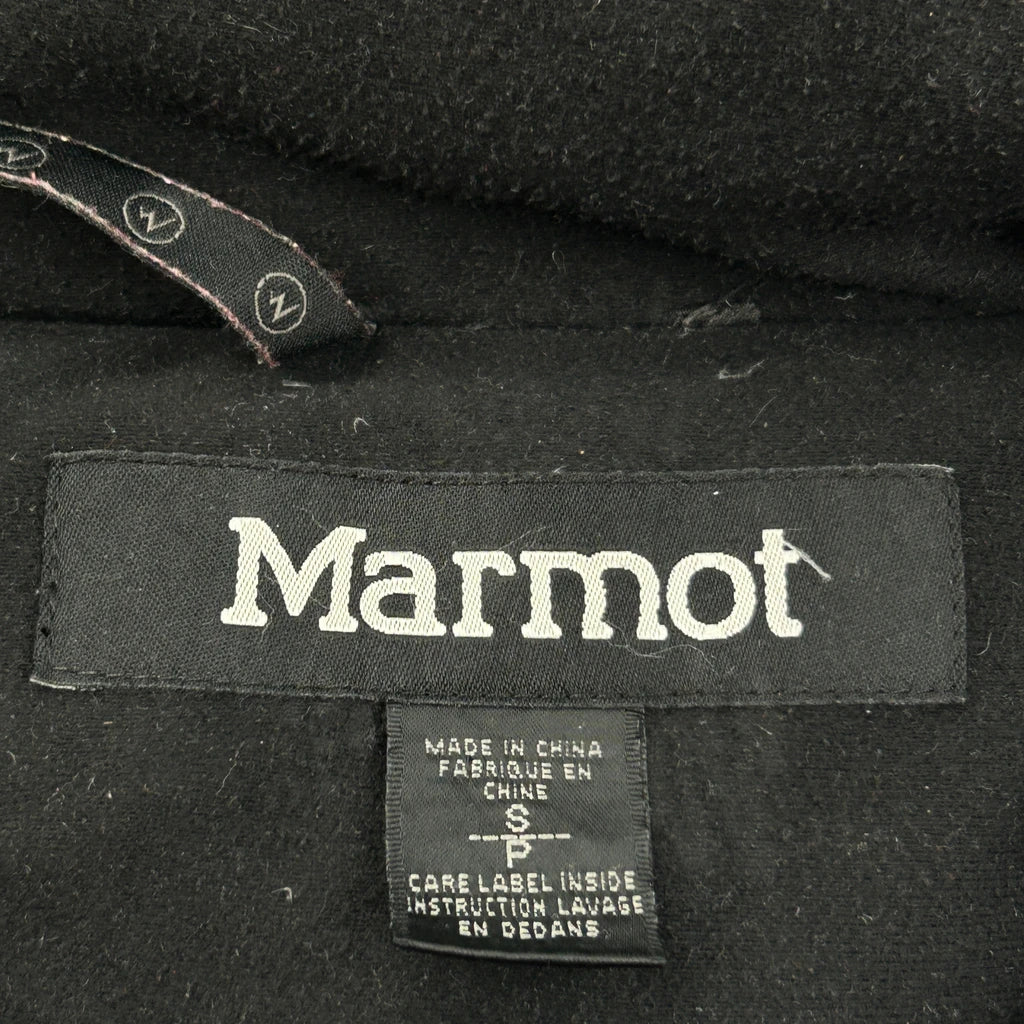 Marmot
MADE IN CHINA
FABRIQUE EN
CHINE
S
P
CARE LABEL INSIDE
INSTRUCTION LAVAGE
EN DEDANS